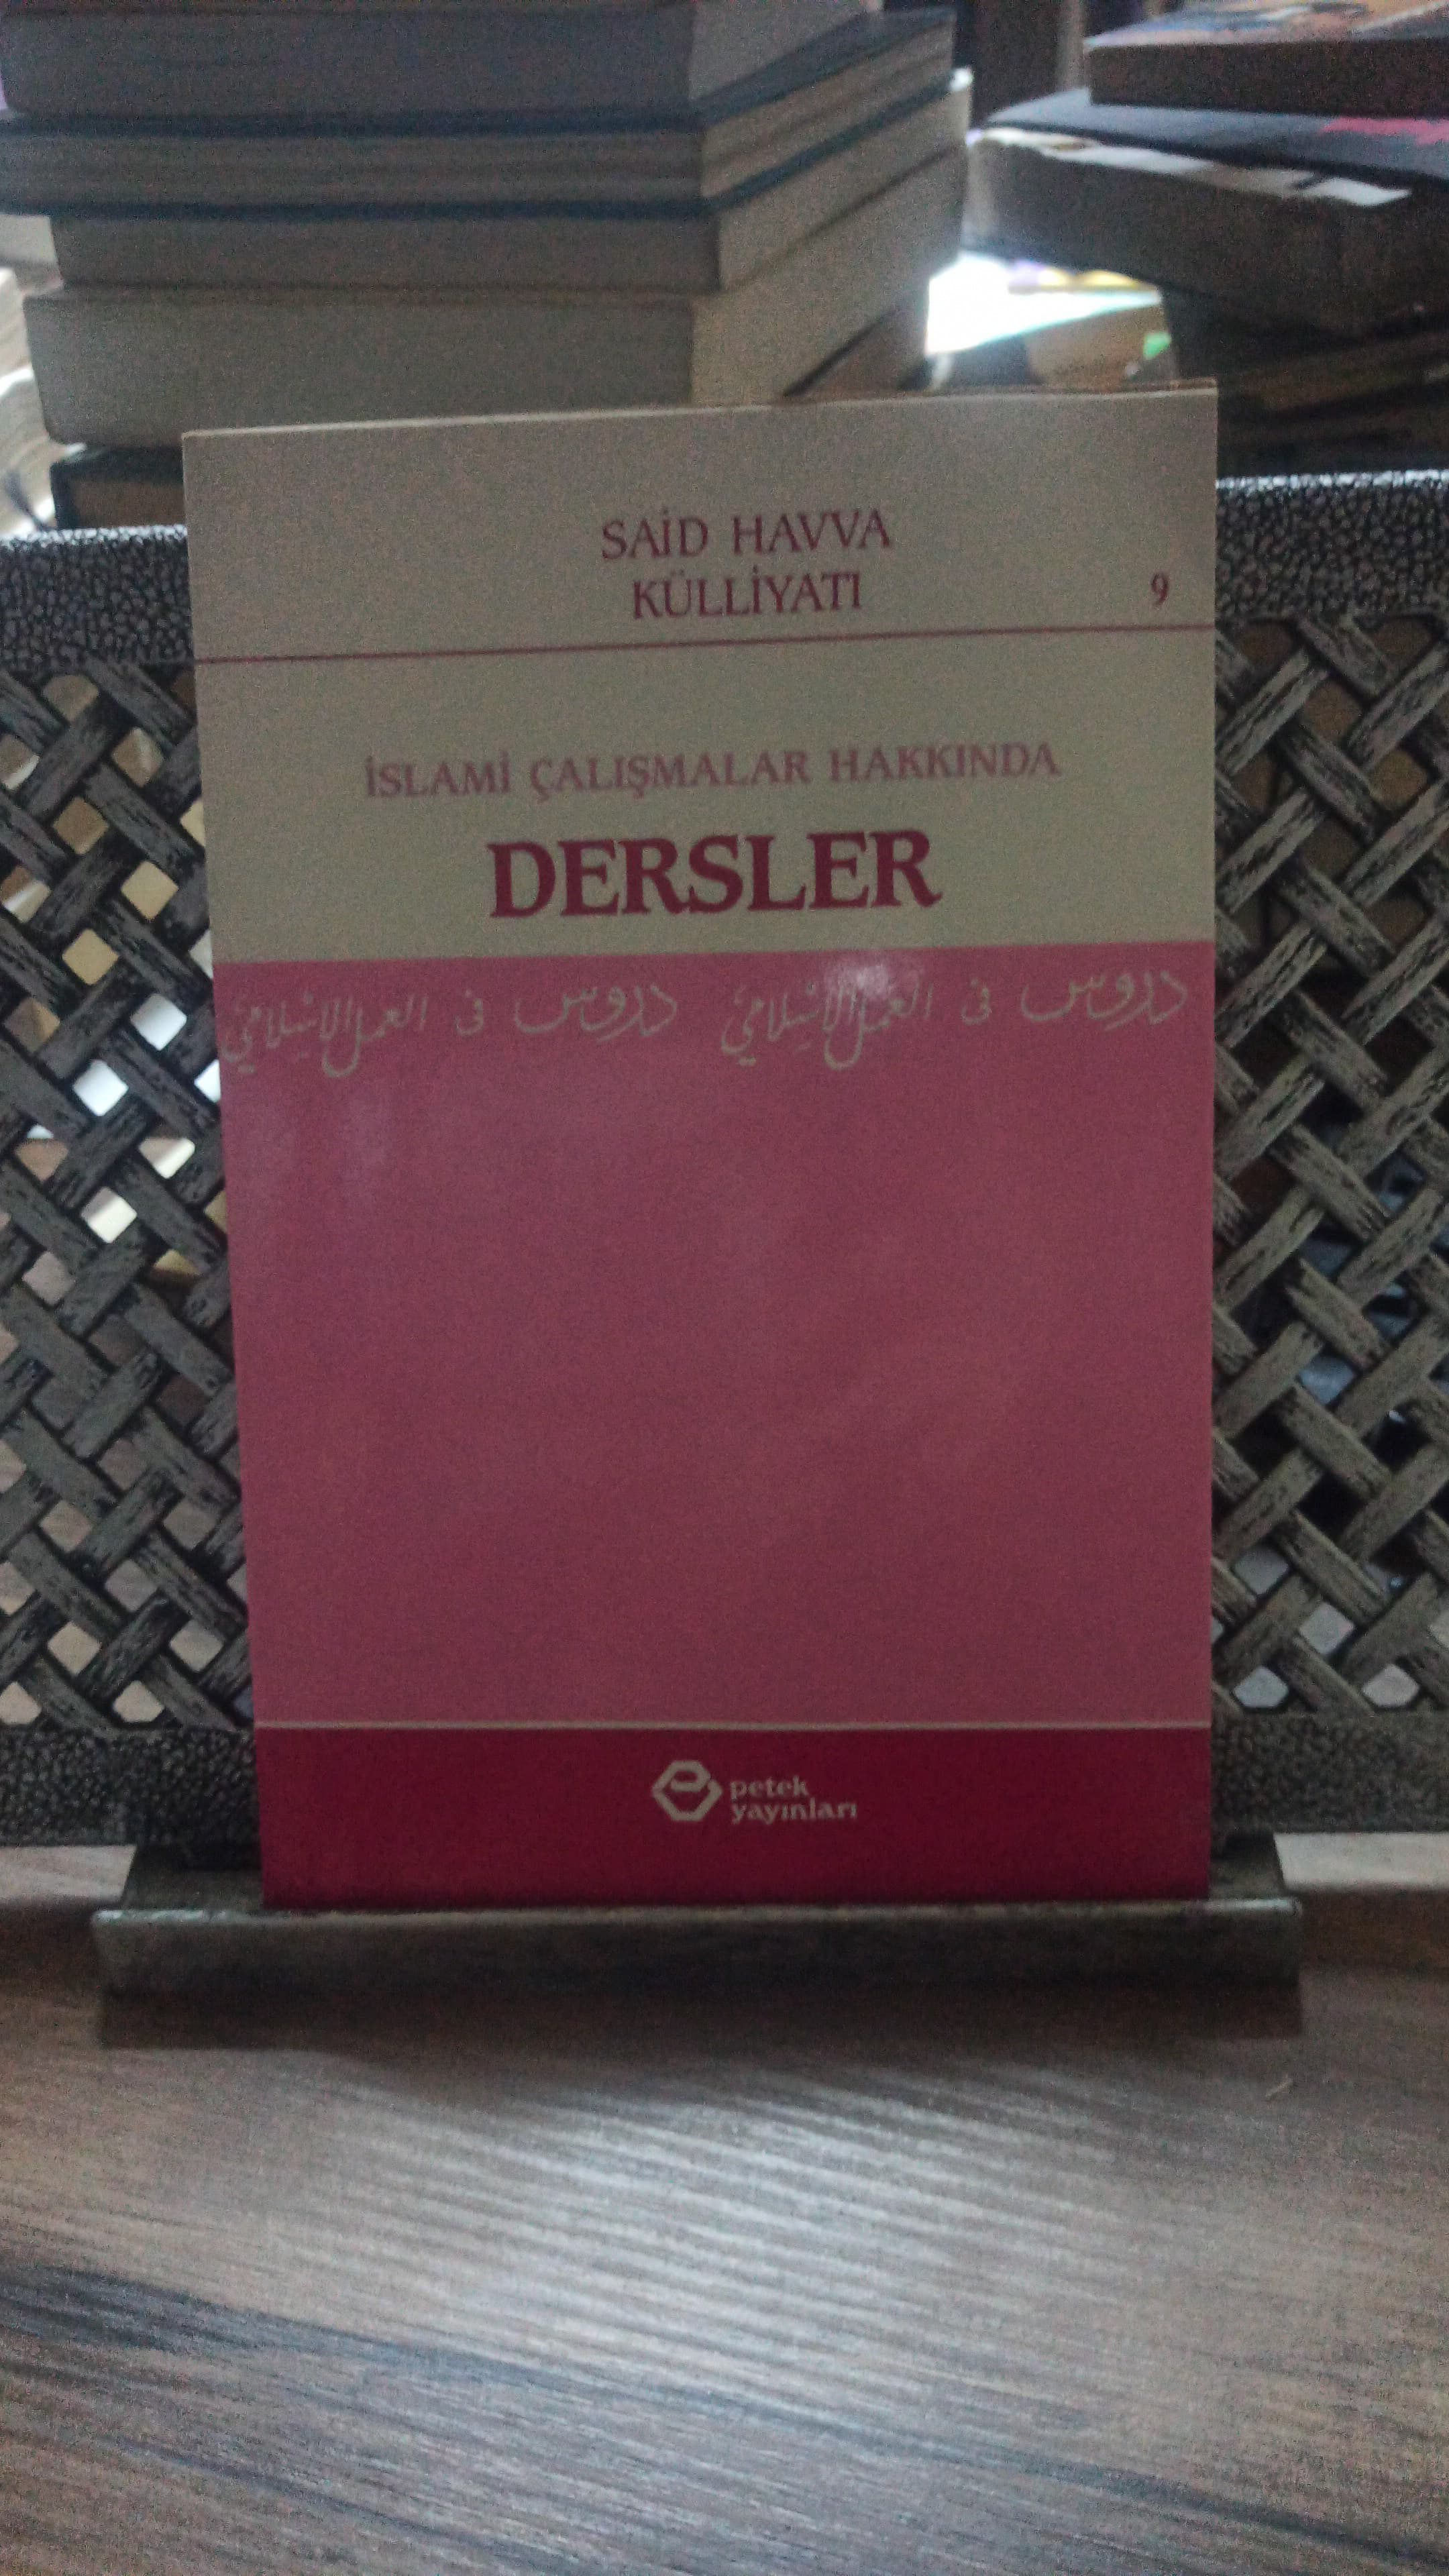 SAİD HAVVA
KÜLLİYATI
9
İSLAMİ ÇALIŞMALAR HAKKINDA
DERSLER
دروس في العمل الإسلامي دروس في العمل الإسلامي
petek
yayınları